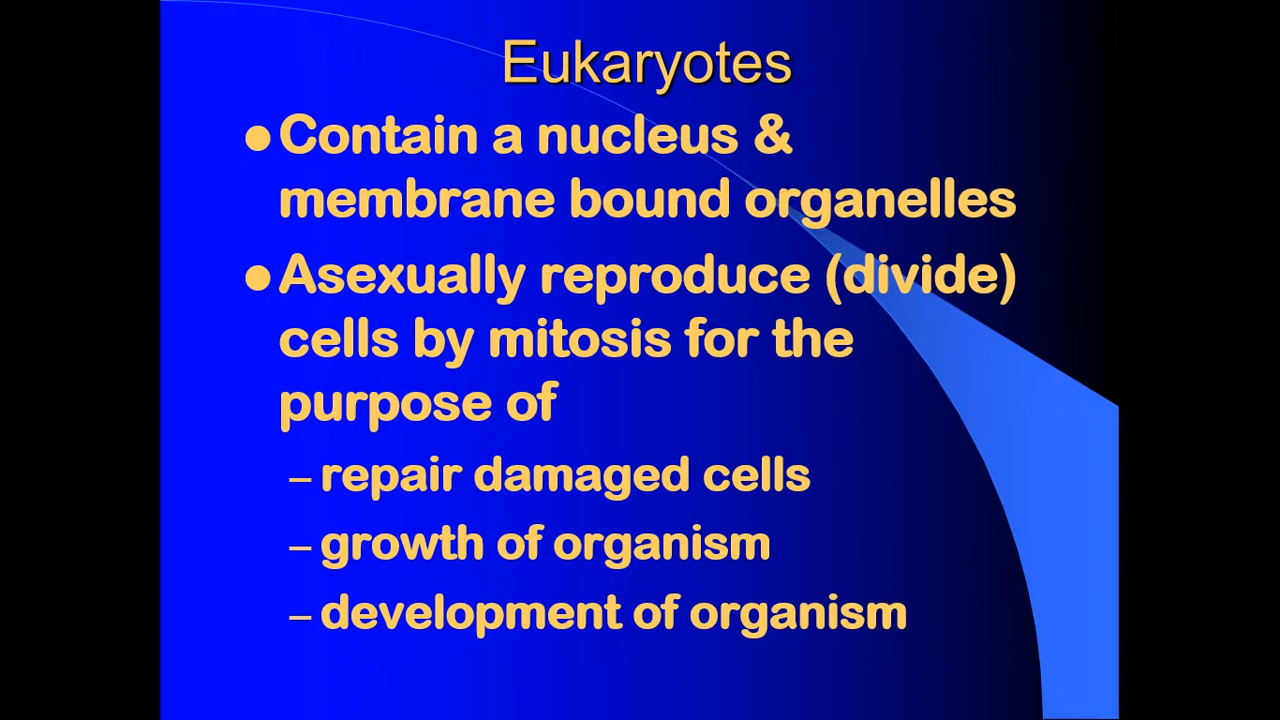 Eukaryotes
● Contain a nucleus &
membrane bound organelles
● Asexually reproduce (divide)
cells by mitosis for the
purpose of
– repair damaged cells
– growth of organism
– development of organism